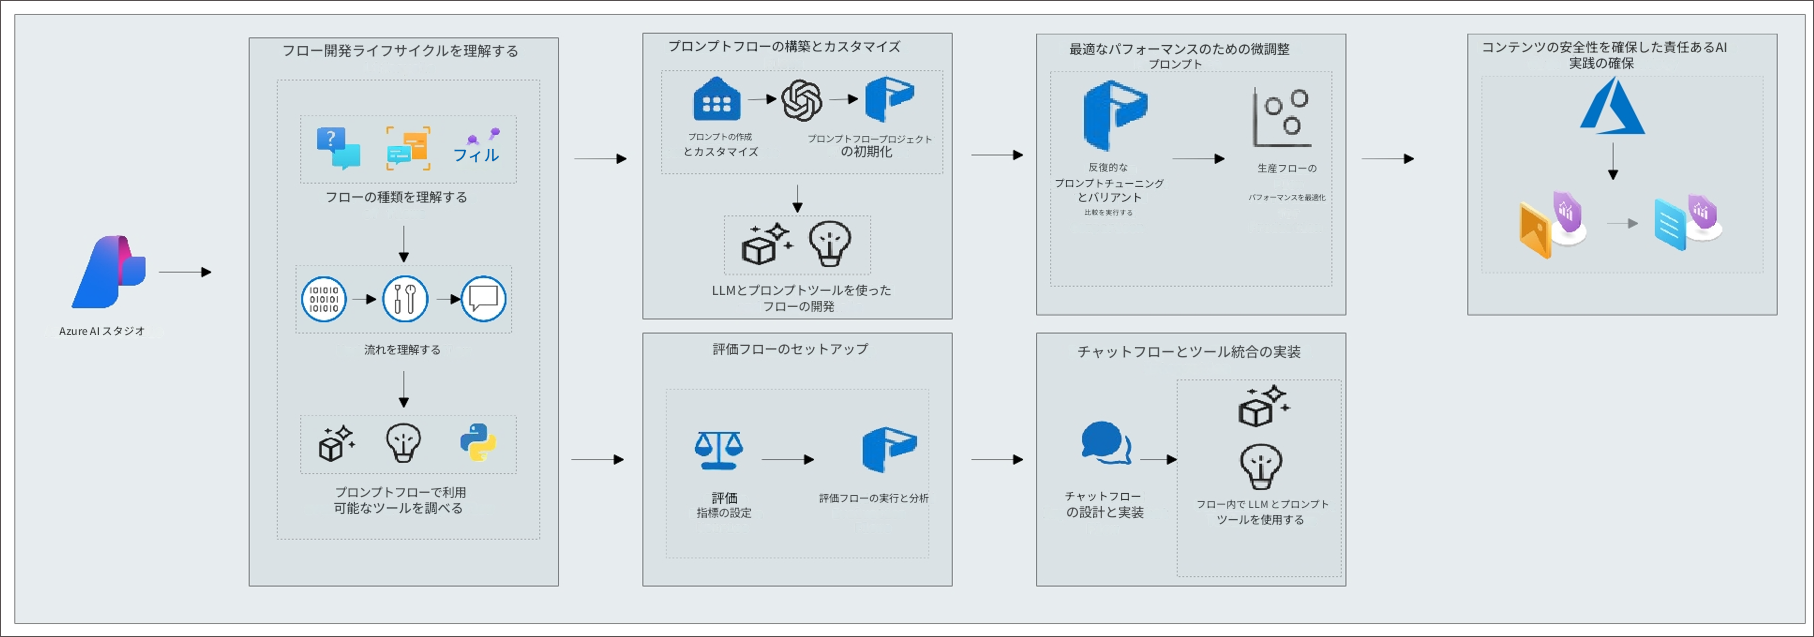 Azure AI スタジオ
フロー開発ライフサイクルを理解する
?
フィル
フローの種類を理解する
01010
010101
01010
流れを理解する
プロンプトフローで利用
可能なツールを調べる
プロンプトフローの構築とカスタマイズ
プロンプトの作成
とカスタマイズ
プロンプトフロープロジェクト
の初期化
LLMとプロンプトツールを使った
フローの開発
評価フローのセットアップ
評価
指標の設定
評価フローの実行と分析
最適なパフォーマンスのための微調整
プロンプト
反復的な
プロンプトチューニング
とバリアント
比較を実行する
生産フローの
パフォーマンスを最適化
チャットフローとツール統合の実装
チャットフロー
の設計と実装
フロー内で LLM とプロンプト
ツールを使用する
コンテンツの安全性を確保した責任あるAI
実践の確保